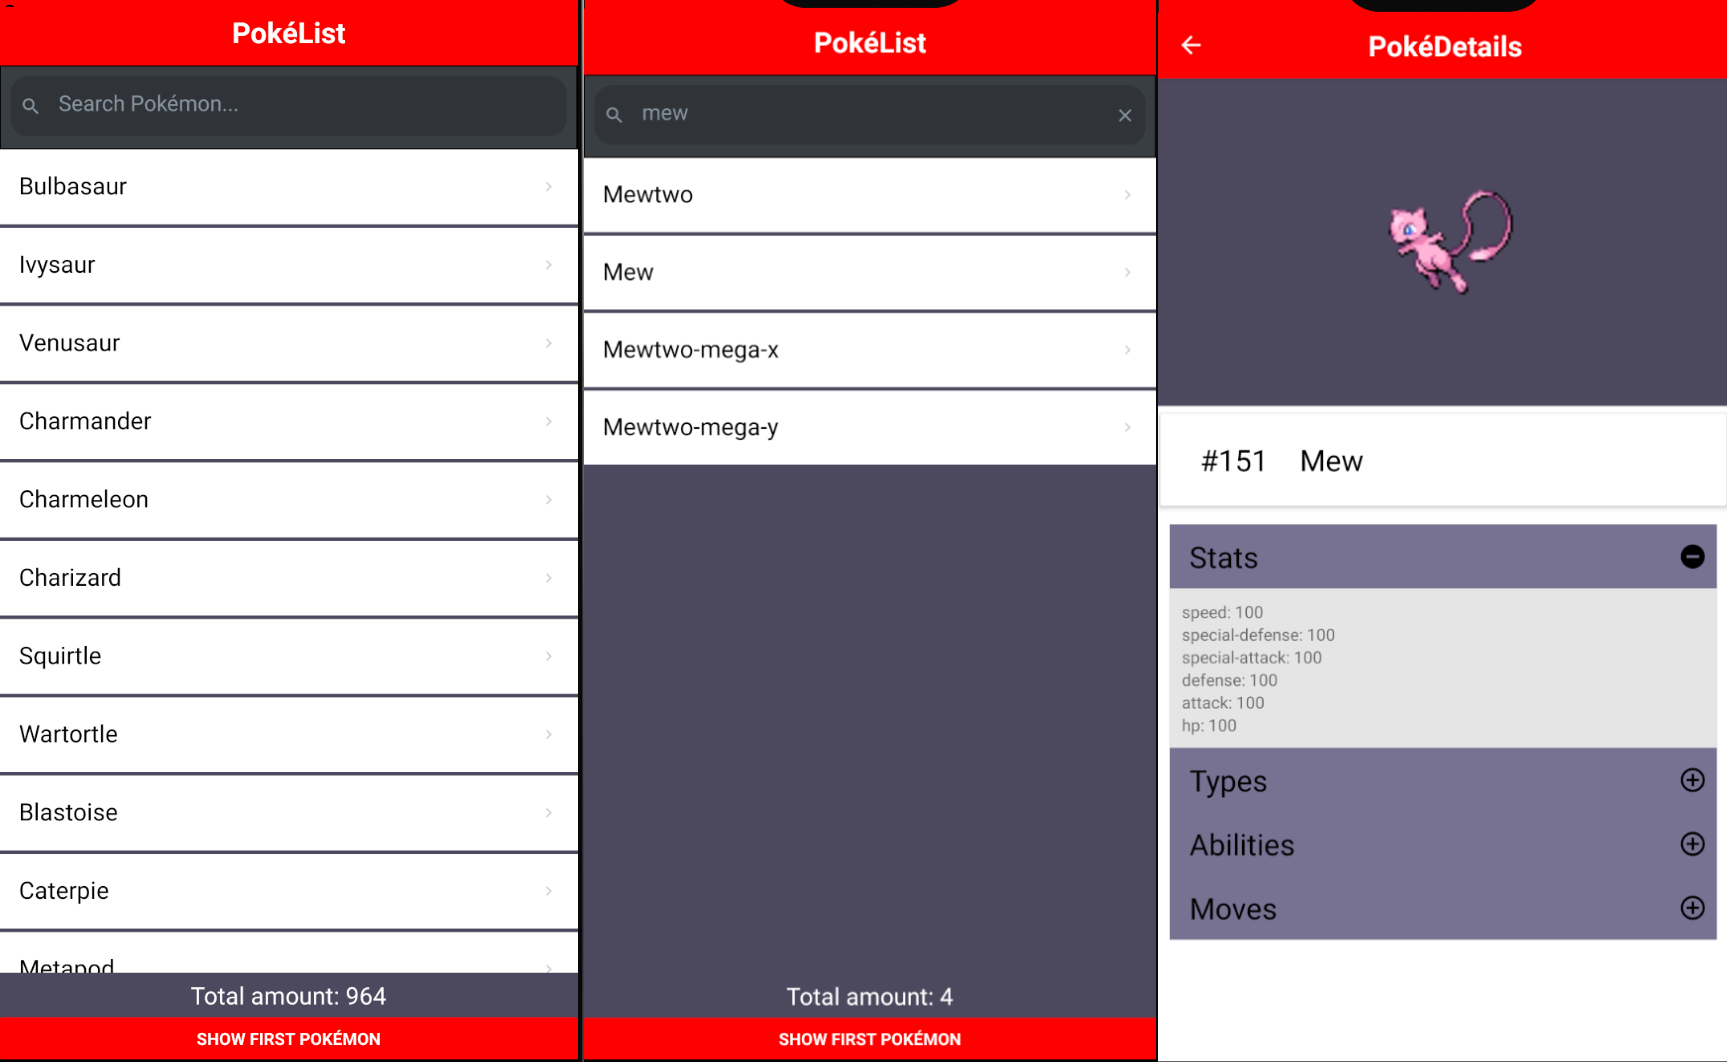 PokéList
Search Pokémon...
Bulbasaur
Ivysaur
Venusaur
Charmander
Charmeleon
Charizard
Squirtle
Wartortle
Blastoise
Caterpie
Metapod
Total amount: 964
SHOW FIRST POKÉMON
PokéList
mew
Mewtwo
Mew
Mewtwo-mega-x
Mewtwo-mega-y
Total amount: 4
SHOW FIRST POKÉMON
PokéDetails
#151 Mew
Stats
speed: 100
special-defense: 100
special-attack: 100
defense: 100
attack: 100
hp: 100
Types
Abilities
Moves